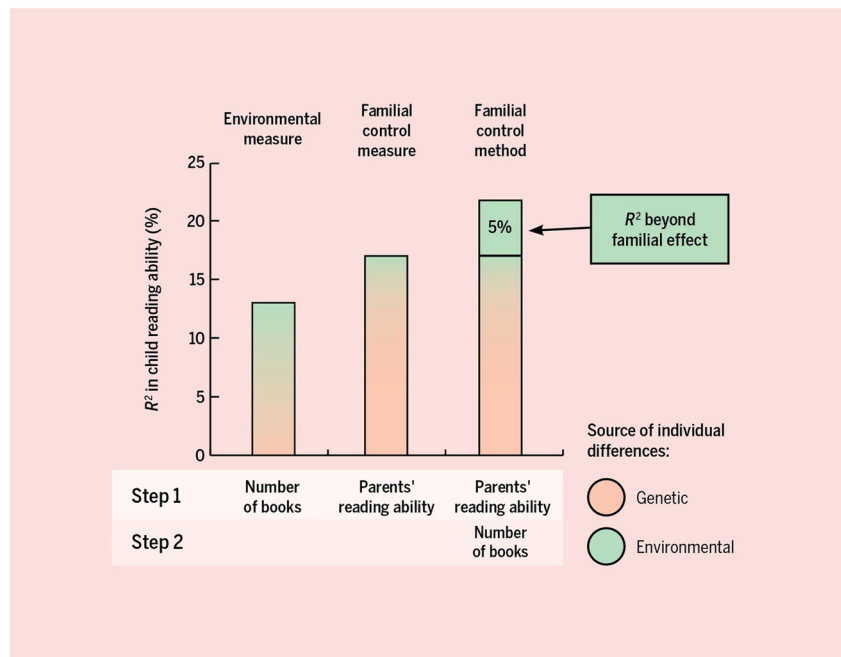 Environmental
measure
Familial
control
measure
Familial
control
method
25
20
15
10
5
0
R² in child reading ability (%)
5%
R² beyond
familial effect
Step 1
Number
of books
Parents'
reading ability
Parents'
reading ability
Step 2
Number
of books
Source of individual
differences:
Genetic
Environmental